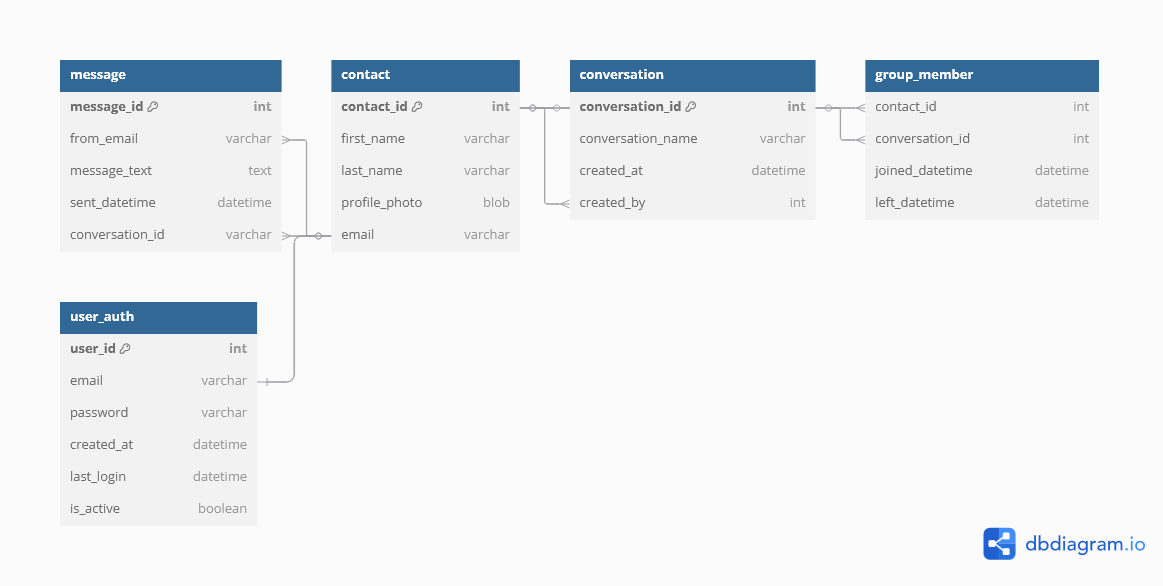 message
message_id int
from_email varchar
message_text text
sent_datetime datetime
conversation_id varchar
contact
contact_id int
first_name varchar
last_name varchar
profile_photo blob
email varchar
conversation
conversation_id int
conversation_name varchar
created_at datetime
created_by int
group_member
contact_id int
conversation_id int
joined_datetime datetime
left_datetime datetime
user_auth
user_id int
email varchar
password varchar
created_at datetime
last_login datetime
is_active boolean
dbdiagram.io